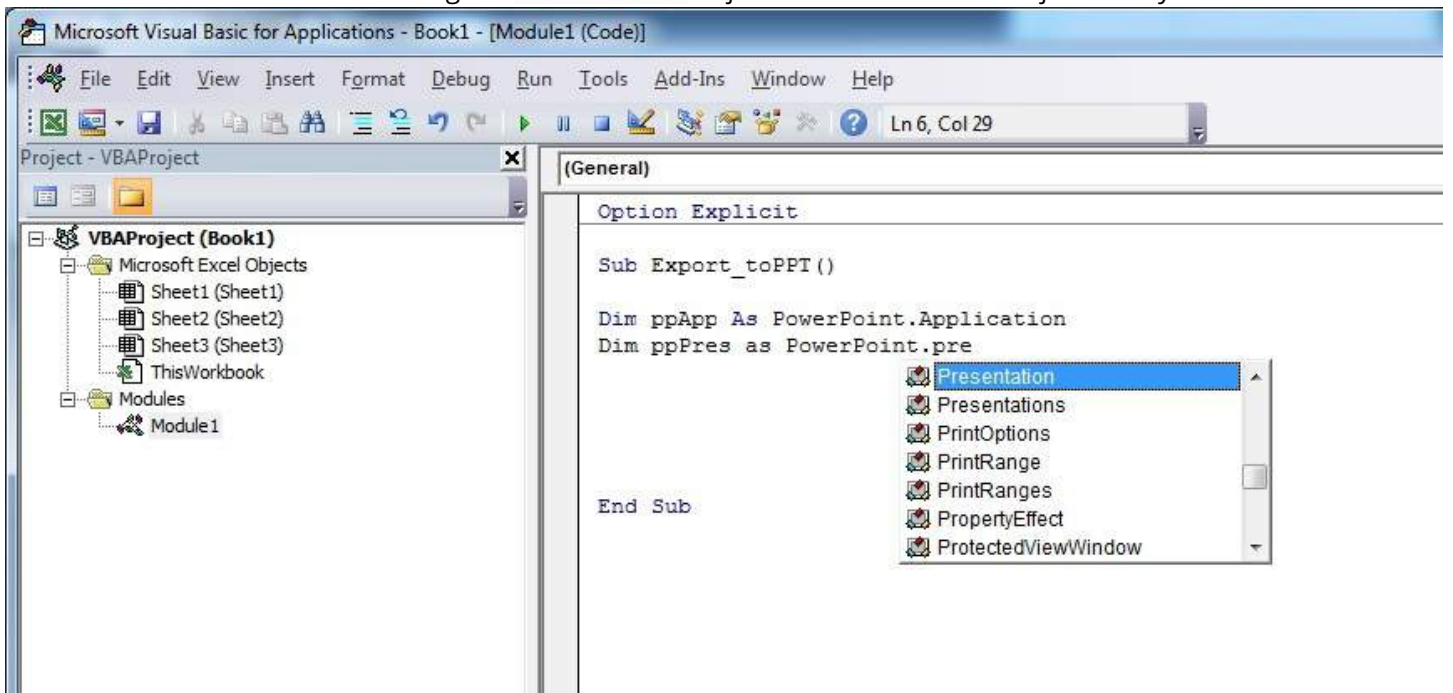 Microsoft Visual Basic for Applications - Book1 - [Module1 (Code)]
File Edit View Insert Format Debug Run Tools Add-Ins Window Help
Ln 6, Col 29
Project - VBAProject
(General)
VBAProject (Book1)
Microsoft Excel Objects
Sheet1 (Sheet1)
Sheet2 (Sheet2)
Sheet3 (Sheet3)
ThisWorkbook
Modules
Module1
Option Explicit
Sub Export_toPPT()
Dim ppApp As PowerPoint.Application
Dim ppPres as PowerPoint.pre
Presentation
Presentations
PrintOptions
PrintRange
PrintRanges
PropertyEffect
ProtectedViewWindow
End Sub